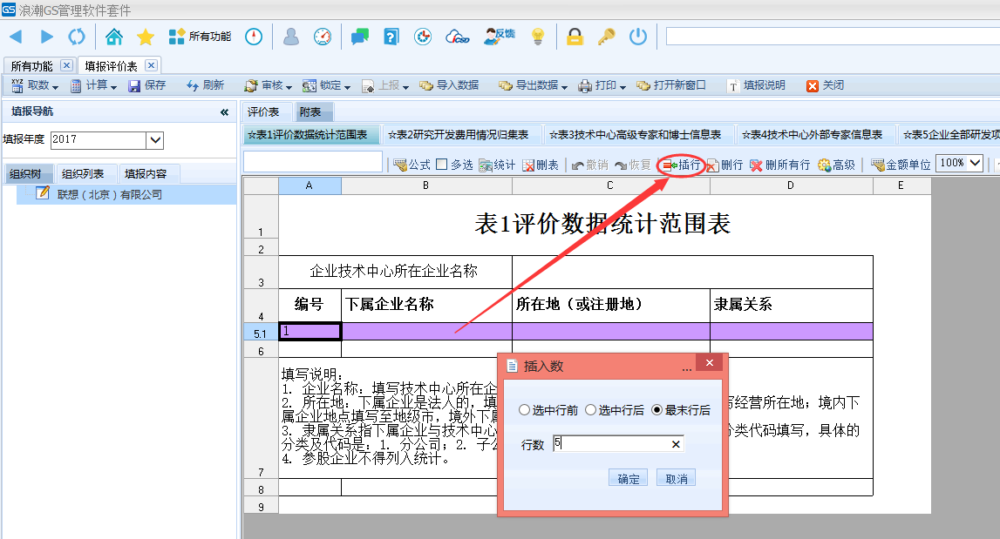 GS 浪潮GS管理软件套件
所有功能 iCSD 反馈
所有功能 填报评价表
XYZ 取数 计算 保存 刷新 审核 锁定 上报 导入数据 导出数据 打印 打开新窗口 T 填报说明 关闭
填报导航 «
填报年度 2017
组织树 组织列表 填报内容
联想（北京）有限公司
评价表 附表
☆表1评价数据统计范围表 ☆表2研究开发费用情况归集表 ☆表3技术中心高级专家和博士信息表 ☆表4技术中心外部专家信息表 ☆表5企业全部研发项
公式 多选 统计 删表 撤销 恢复 插行 删行 删所有行 高级 金额单位 100%
A B C D E
1 表1评价数据统计范围表
2
3 企业技术中心所在企业名称
4 编号 下属企业名称 所在地（或注册地） 隶属关系
5.1 1
6
填写说明：
1. 企业名称：填写技术中心所在企
2. 所在地：下属企业是法人的，填 写经营所在地；境内下
属企业地点填写至地级市，境外下属
3. 隶属关系指下属企业与技术中心 分类代码填写，具体的
分类及代码是：1. 分公司；2. 子公
4. 参股企业不得列入统计。
7
8
9
插入数 ... ×
选中行前 选中行后 最末行后
行数 5 ×
确定 取消